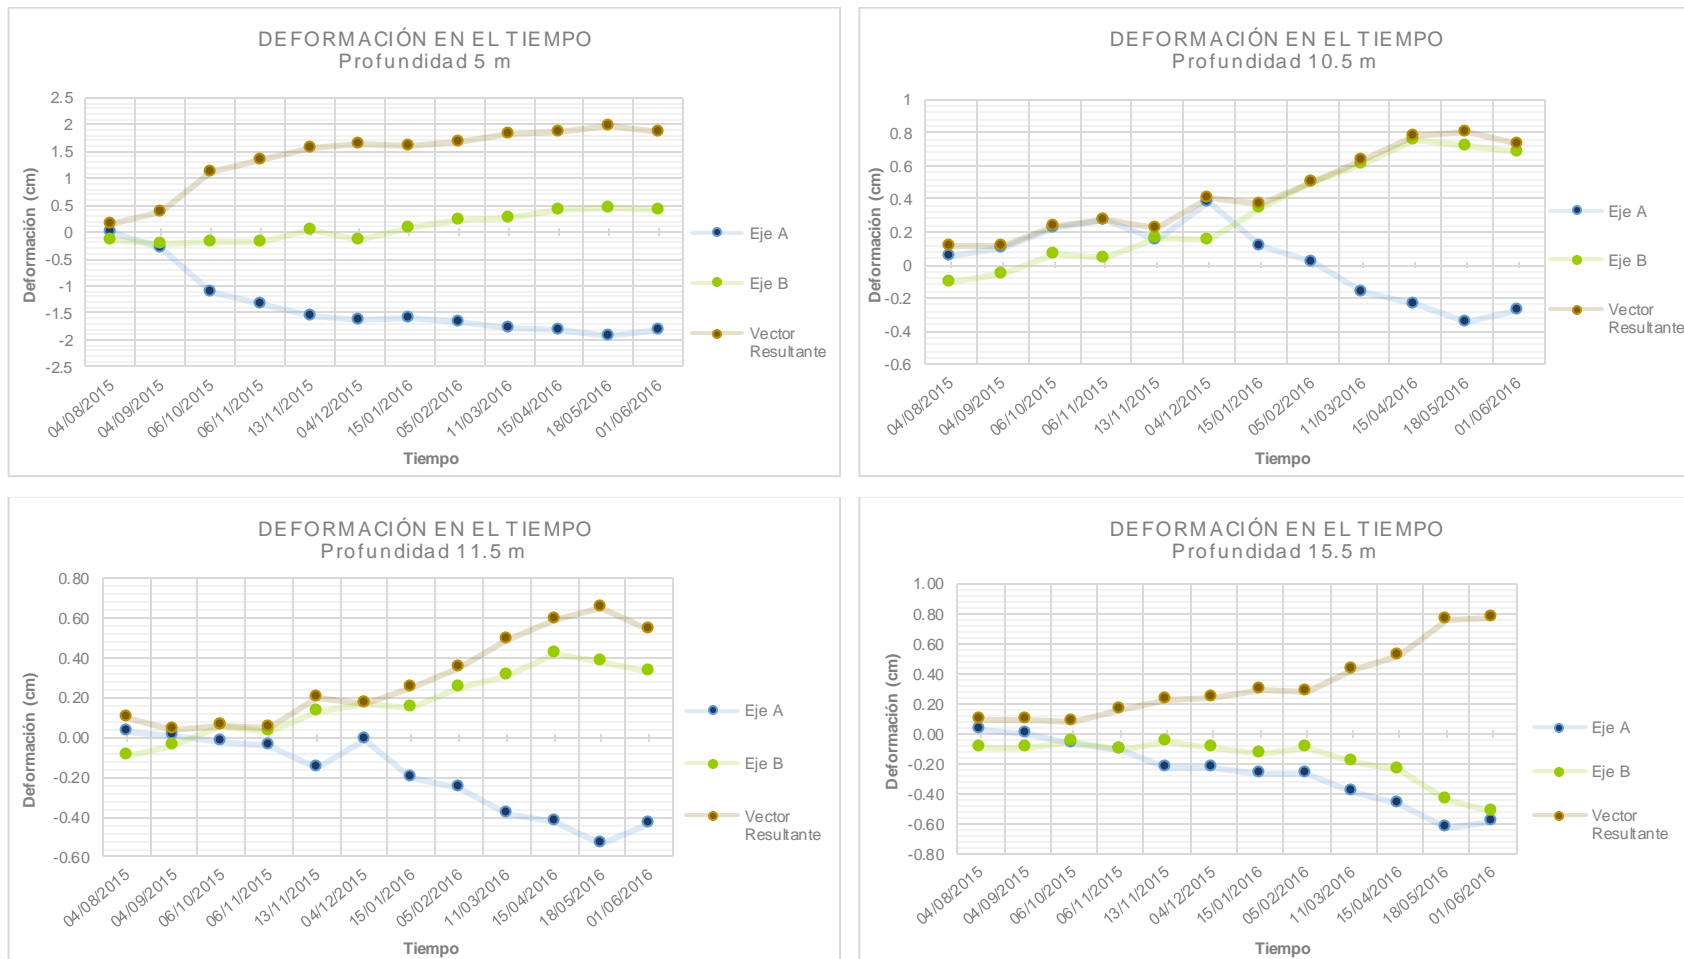 DEFORMACIÓN EN EL TIEMPO
Profundidad 5 m
2.5
2
1.5
1
0.5
0
-0.5
-1
-1.5
-2
-2.5
Deformación (cm)
04/08/2015
04/09/2015
06/10/2015
06/11/2015
13/11/2015
04/12/2015
15/01/2016
05/02/2016
11/03/2016
15/04/2016
18/05/2016
01/06/2016
Tiempo
Eje A
Eje B
Vector
Resultante
DEFORMACIÓN EN EL TIEMPO
Profundidad 10.5 m
1
0.8
0.6
0.4
0.2
0
-0.2
-0.4
-0.6
Deformación (cm)
04/08/2015
04/09/2015
06/10/2015
06/11/2015
13/11/2015
04/12/2015
15/01/2016
05/02/2016
11/03/2016
15/04/2016
18/05/2016
01/06/2016
Tiempo
Eje A
Eje B
Vector
Resultante
DEFORMACIÓN EN EL TIEMPO
Profundidad 11.5 m
0.80
0.60
0.40
0.20
0.00
-0.20
-0.40
-0.60
Deformación (cm)
04/08/2015
04/09/2015
06/10/2015
06/11/2015
13/11/2015
04/12/2015
15/01/2016
05/02/2016
11/03/2016
15/04/2016
18/05/2016
01/06/2016
Tiempo
Eje A
Eje B
Vector
Resultante
DEFORMACIÓN EN EL TIEMPO
Profundidad 15.5 m
1.00
0.80
0.60
0.40
0.20
0.00
-0.20
-0.40
-0.60
-0.80
Deformación (cm)
04/08/2015
04/09/2015
06/10/2015
06/11/2015
13/11/2015
04/12/2015
15/01/2016
05/02/2016
11/03/2016
15/04/2016
18/05/2016
01/06/2016
Tiempo
Eje A
Eje B
Vector
Resultante